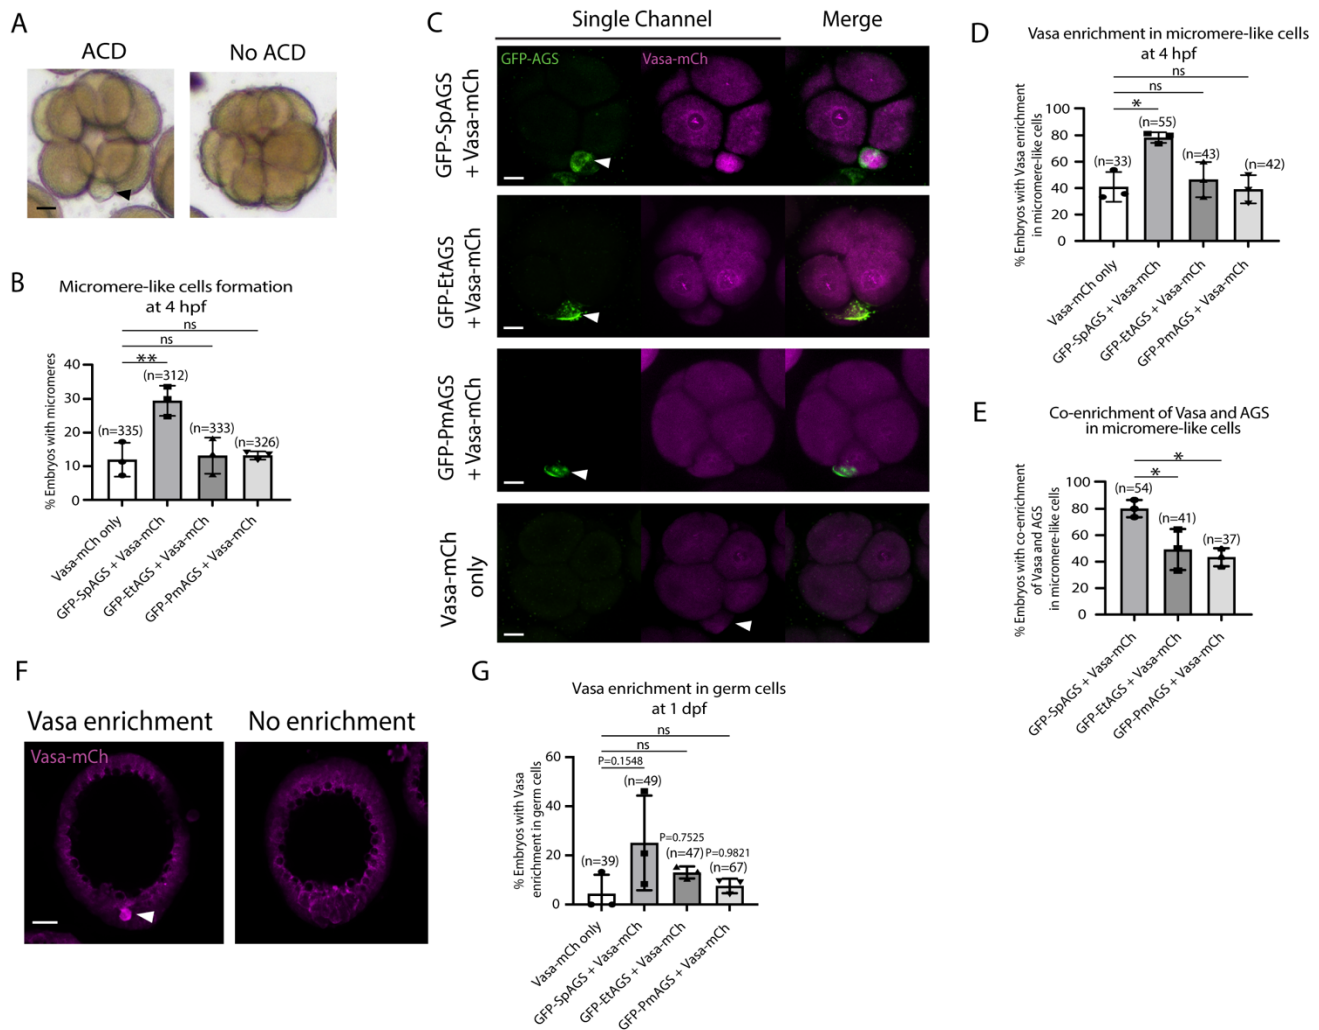 A
ACD
No ACD
B
Micromere-like cells formation
at 4 hpf
ns
ns
**
(n=335)
(n=312)
(n=333)
(n=326)
% Embryos with micromeres
40
30
20
10
0
Vasa-mCh only
GFP-SpAGS + Vasa-mCh
GFP-EtAGS + Vasa-mCh
GFP-PmAGS + Vasa-mCh
C
Single Channel
Merge
GFP-AGS
Vasa-mCh
GFP-SpAGS
+ Vasa-mCh
GFP-EtAGS
+ Vasa-mCh
GFP-PmAGS
+ Vasa-mCh
Vasa-mCh
only
D
Vasa enrichment in micromere-like cells
at 4 hpf
ns
ns
*
(n=33)
(n=55)
(n=43)
(n=42)
% Embryos with Vasa enrichment
in micromere-like cells
100
80
60
40
20
0
Vasa-mCh only
GFP-SpAGS + Vasa-mCh
GFP-EtAGS + Vasa-mCh
GFP-PmAGS + Vasa-mCh
E
Co-enrichment of Vasa and AGS
in micromere-like cells
*
*
(n=54)
(n=41)
(n=37)
% Embryos with co-enrichment
of Vasa and AGS
in micromere-like cells
100
80
60
40
20
0
GFP-SpAGS + Vasa-mCh
GFP-EtAGS + Vasa-mCh
GFP-PmAGS + Vasa-mCh
F
Vasa enrichment
No enrichment
Vasa-mCh
G
Vasa enrichment in germ cells
at 1 dpf
ns
ns
P=0.1548
(n=39)
(n=49)
P=0.7525
(n=47)
P=0.9821
(n=67)
% Embryos with Vasa
enrichment in germ cells
60
40
20
0
Vasa-mCh only
GFP-SpAGS + Vasa-mCh
GFP-EtAGS + Vasa-mCh
GFP-PmAGS + Vasa-mCh